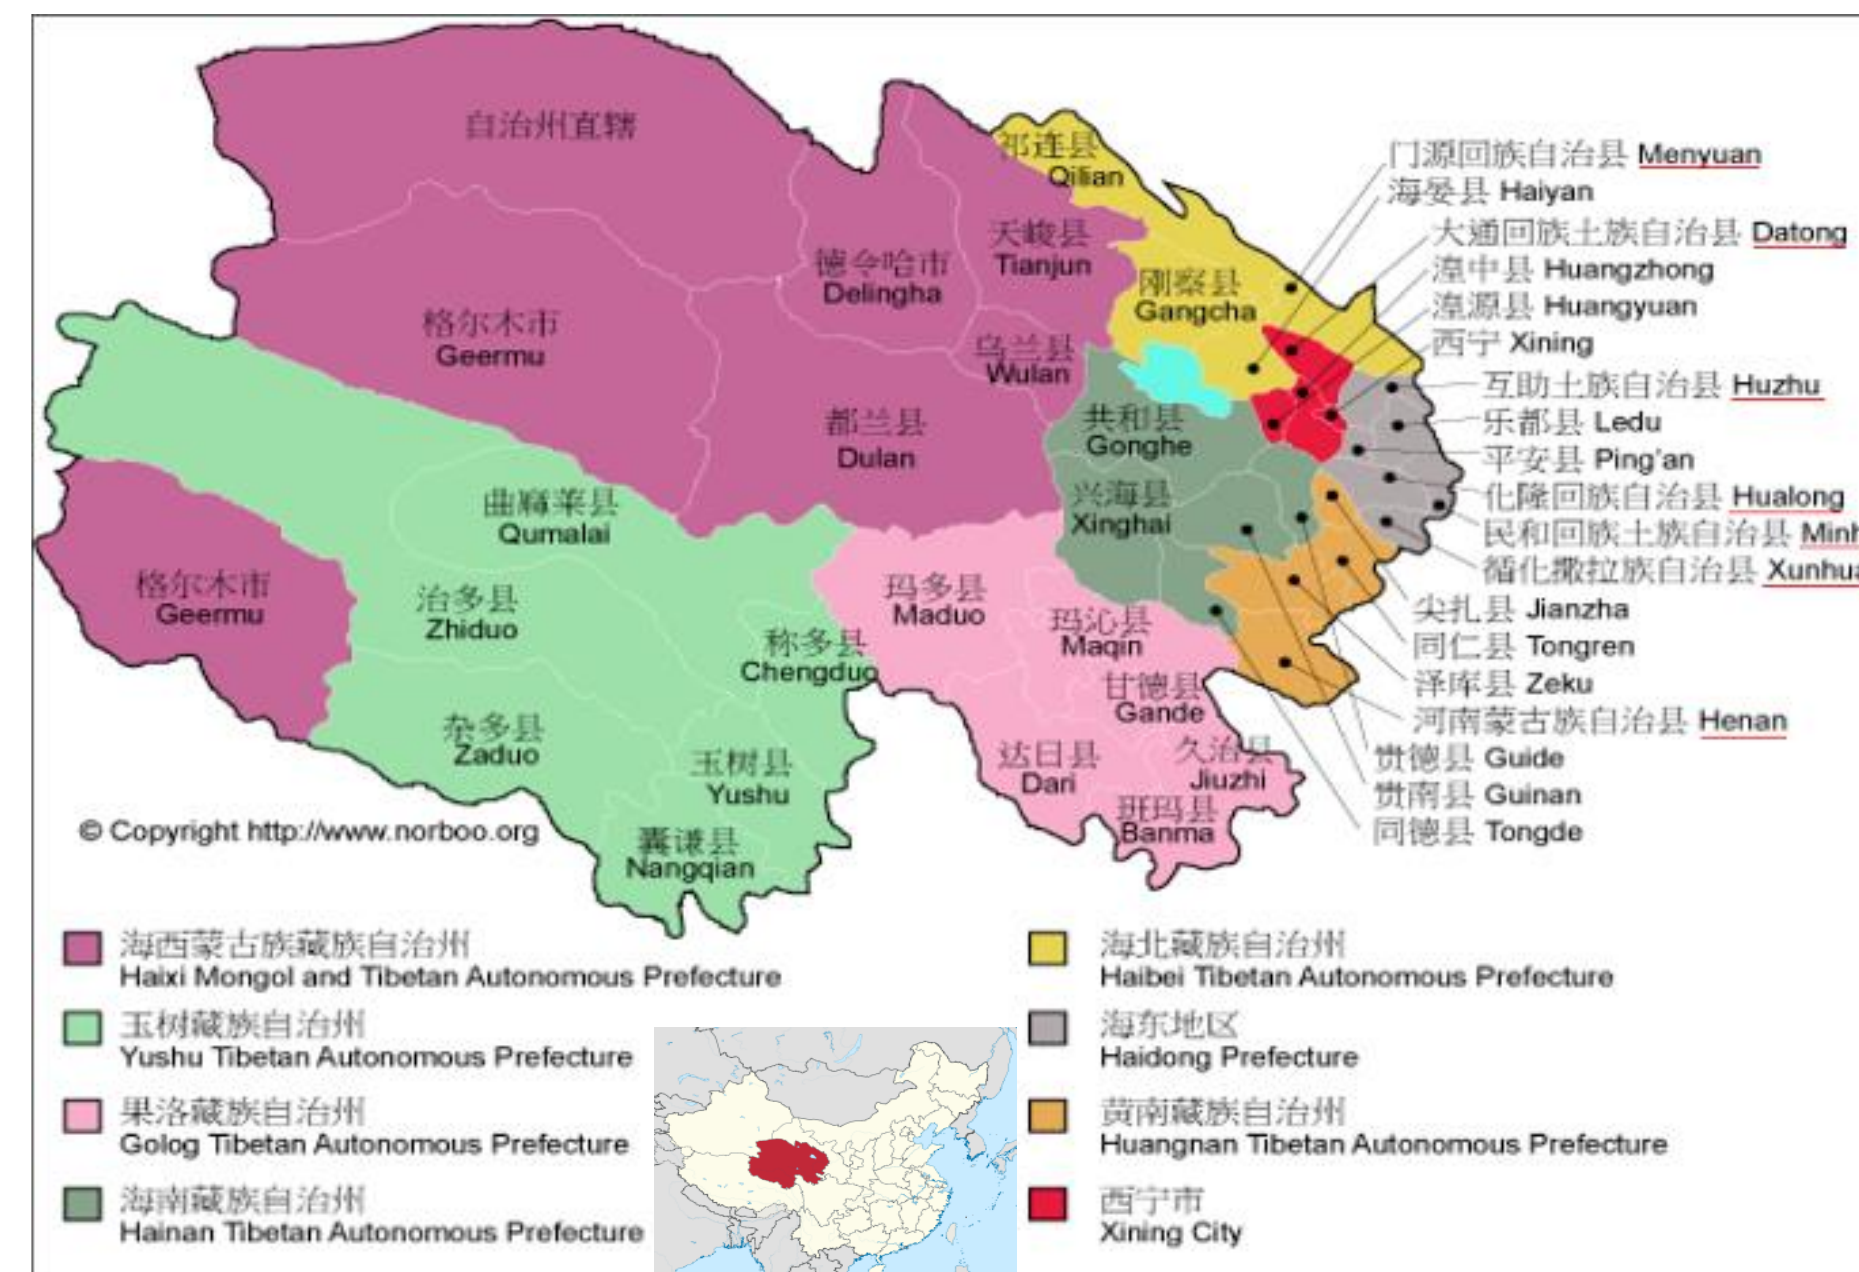 自治州直辖
祁连县
Qilian
门源回族自治县 Menyuan
海晏县 Haiyan
大通回族土族自治县 Datong
湟中县 Huangzhong
湟源县 Huangyuan
西宁 Xining
互助土族自治县 Huzhu
乐都县 Ledu
平安县 Ping'an
化隆回族自治县 Hualong
民和回族土族自治县 Minh
循化撒拉族自治县 Xunhua
尖扎县 Jianzha
同仁县 Tongren
泽库县 Zeku
河南蒙古族自治县 Henan
贵德县 Guide
贵南县 Guinan
同德县 Tongde
天峻县
Tianjun
德令哈市
Delingha
刚察县
Gangcha
格尔木市
Geermu
乌兰县
Wulan
都兰县
Dulan
共和县
Gonghe
兴海县
Xinghai
曲麻莱县
Qumalai
格尔木市
Geermu
治多县
Zhiduo
称多县
Chengduo
玛多县
Maduo
玛沁县
Maqin
甘德县
Gande
杂多县
Zaduo
玉树县
Yushu
达日县
Dari
久治县
Jiuzhi
班玛县
Banma
囊谦县
Nangqian
© Copyright http://www.norboo.org
海西蒙古族藏族自治州
Haixi Mongol and Tibetan Autonomous Prefecture
玉树藏族自治州
Yushu Tibetan Autonomous Prefecture
果洛藏族自治州
Golog Tibetan Autonomous Prefecture
海南藏族自治州
Hainan Tibetan Autonomous Prefecture
海北藏族自治州
Haibei Tibetan Autonomous Prefecture
海东地区
Haidong Prefecture
黄南藏族自治州
Huangnan Tibetan Autonomous Prefecture
西宁市
Xining City